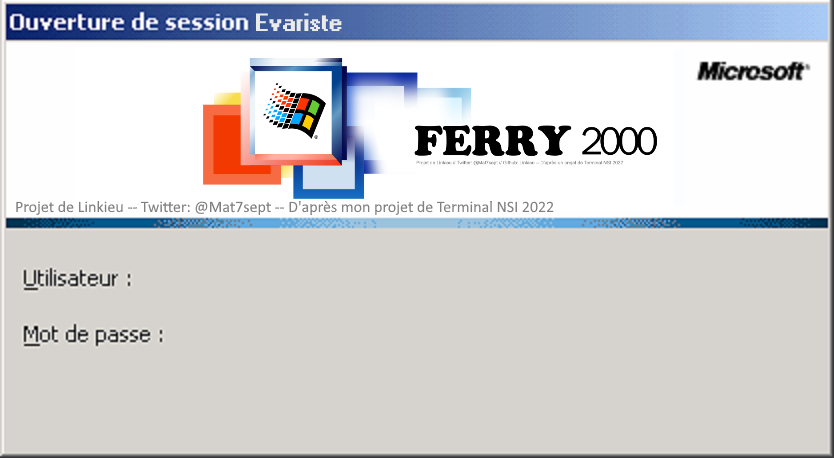 Ouverture de session Evariste
Microsoft®
FERRY 2000
Projet de Linkieu -- Twitter: @Mat7sept -- D'après mon projet de Terminal NSI 2022
Utilisateur :
Mot de passe :